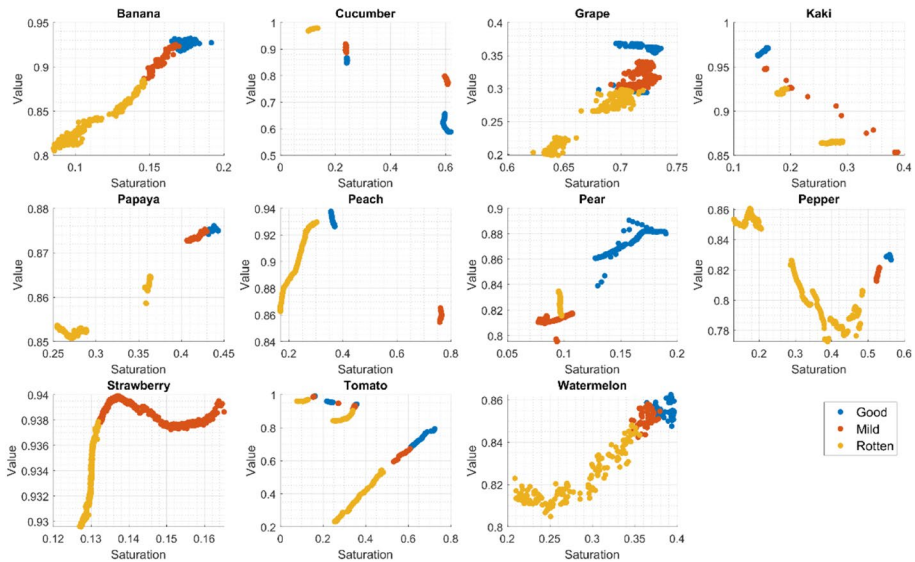 Banana
Value
0.95
0.9
0.85
0.8
0.1 0.15 0.2
Saturation
Cucumber
Value
1
0.9
0.8
0.7
0.6
0.5
0 0.2 0.4 0.6
Saturation
Grape
Value
0.4
0.35
0.3
0.25
0.2
0.6 0.65 0.7 0.75
Saturation
Kaki
Value
1
0.95
0.9
0.85
0.1 0.2 0.3 0.4
Saturation
Papaya
Value
0.88
0.87
0.86
0.85
0.25 0.3 0.35 0.4 0.45
Saturation
Peach
Value
0.94
0.92
0.9
0.88
0.86
0.84
0.2 0.4 0.6 0.8
Saturation
Pear
Value
0.9
0.88
0.86
0.84
0.82
0.8
0.05 0.1 0.15 0.2
Saturation
Pepper
Value
0.86
0.84
0.82
0.8
0.78
0.2 0.3 0.4 0.5 0.6
Saturation
Strawberry
Value
0.94
0.938
0.936
0.934
0.932
0.93
0.12 0.13 0.14 0.15 0.16
Saturation
Tomato
Value
1
0.8
0.6
0.4
0.2
0 0.2 0.4 0.6 0.8
Saturation
Watermelon
Value
0.86
0.84
0.82
0.8
0.2 0.25 0.3 0.35 0.4
Saturation
Good
Mild
Rotten